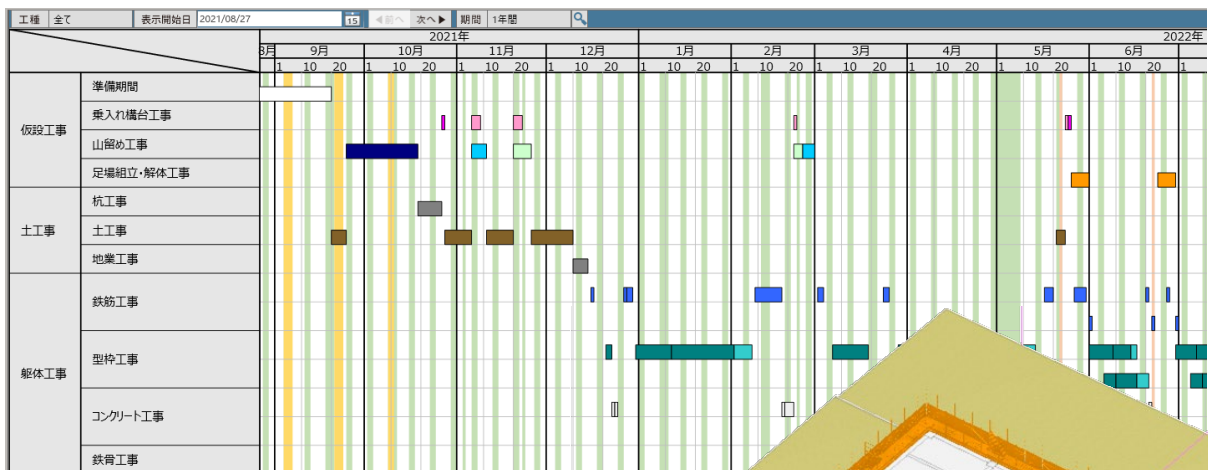 工種 全て 表示開始日 2021/08/27 15 ◀前へ 次へ▶ 期間 1年間
2021年 2022年
8月 9月 10月 11月 12月 1月 2月 3月 4月 5月 6月
1 10 20 1 10 20 1 10 20 1 10 20 1 10 20 1 10 20 1 10 20 1 10 20 1 10 20 1 10 20 1
仮設工事
準備期間
乗入れ構台工事
山留め工事
足場組立・解体工事
土工事
杭工事
土工事
地業工事
躯体工事
鉄筋工事
型枠工事
コンクリート工事
鉄骨工事